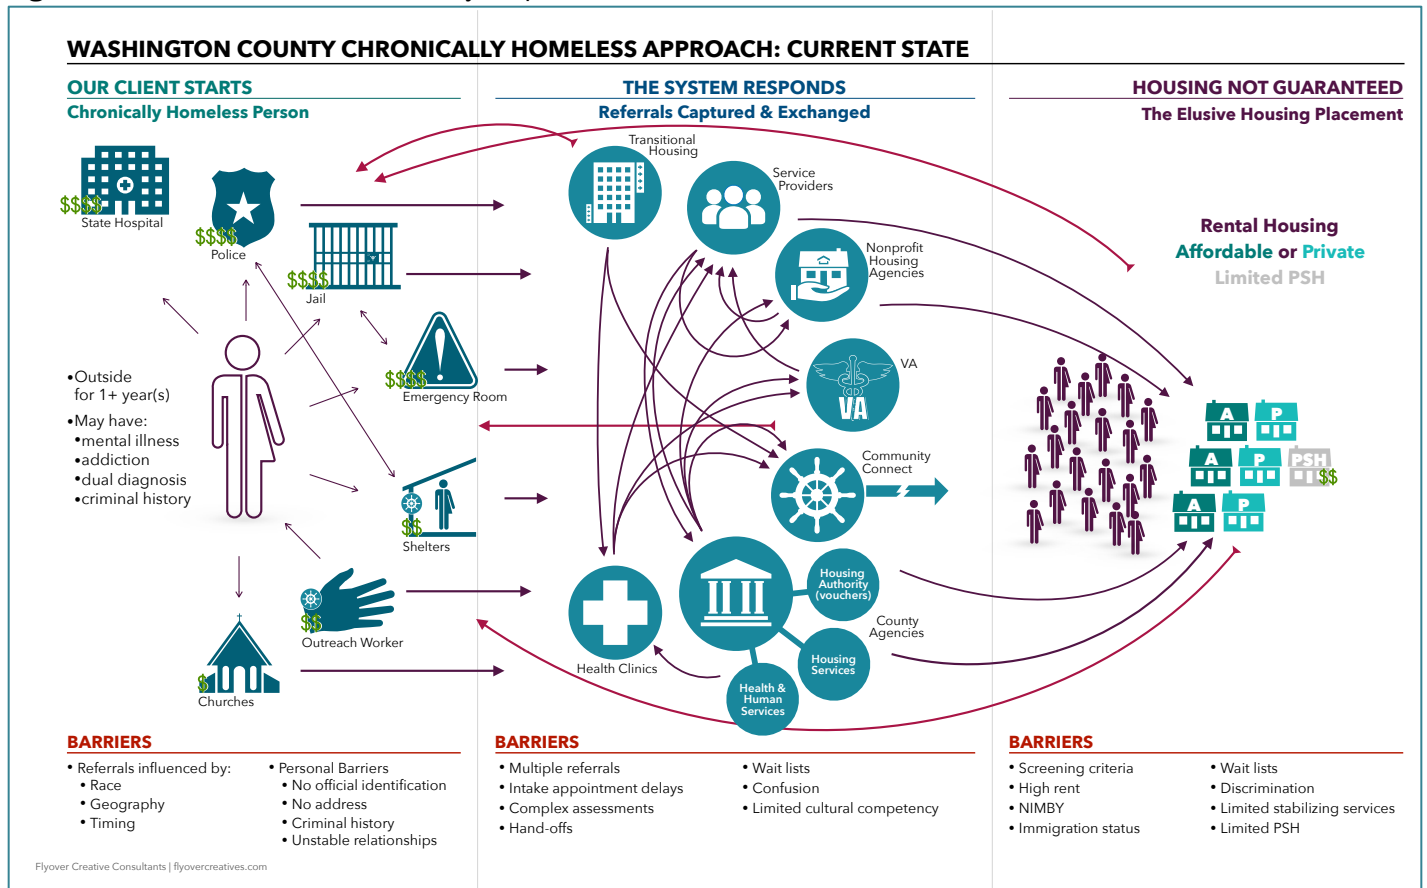 WASHINGTON COUNTY CHRONICALLY HOMELESS APPROACH: CURRENT STATE
OUR CLIENT STARTS
Chronically Homeless Person
$$$$
State Hospital
$$$$
Police
$$$$
Jail
$$$$
Emergency Room
•Outside
for 1+ year(s)
•May have:
•mental illness
•addiction
•dual diagnosis
•criminal history
$$
Shelters
$$
Outreach Worker
$
Churches
BARRIERS
• Referrals influenced by:
• Race
• Geography
• Timing
• Personal Barriers
• No official identification
• No address
• Criminal history
• Unstable relationships
THE SYSTEM RESPONDS
Referrals Captured & Exchanged
Transitional
Housing
Service
Providers
Nonprofit
Housing
Agencies
VA
VA
Community
Connect
Housing
Authority
(vouchers)
County
Agencies
Housing
Services
Health &
Human
Services
Health Clinics
BARRIERS
• Multiple referrals
• Intake appointment delays
• Complex assessments
• Hand-offs
• Wait lists
• Confusion
• Limited cultural competency
HOUSING NOT GUARANTEED
The Elusive Housing Placement
Rental Housing
Affordable or Private
Limited PSH
A P
A P PSH
$$
A P
BARRIERS
• Screening criteria
• High rent
• NIMBY
• Immigration status
• Wait lists
• Discrimination
• Limited stabilizing services
• Limited PSH
Flyover Creative Consultants | flyovercreatives.com